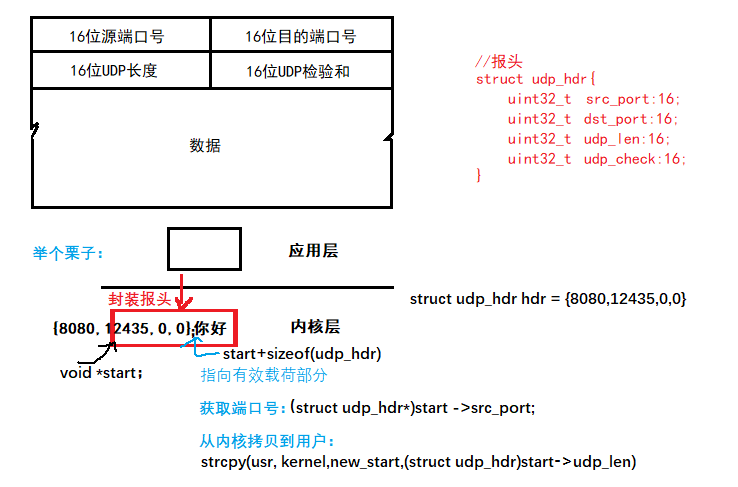 16位源端口号 16位目的端口号
16位UDP长度 16位UDP检验和
数据
//报头
struct udp_hdr{
uint32_t src_port:16;
uint32_t dst_port:16;
uint32_t udp_len:16;
uint32_t udp_check:16;
}
举个栗子:
应用层
封装报头
struct udp_hdr hdr = {8080,12435,0,0}
{8080,12435,0,0},你好
内核层
void *start;
start+sizeof(udp_hdr)
指向有效载荷部分
获取端口号: (struct udp_hdr*)start ->src_port;
从内核拷贝到用户:
strcpy(usr, kernel,new_start,(struct udp_hdr)start->udp_len)